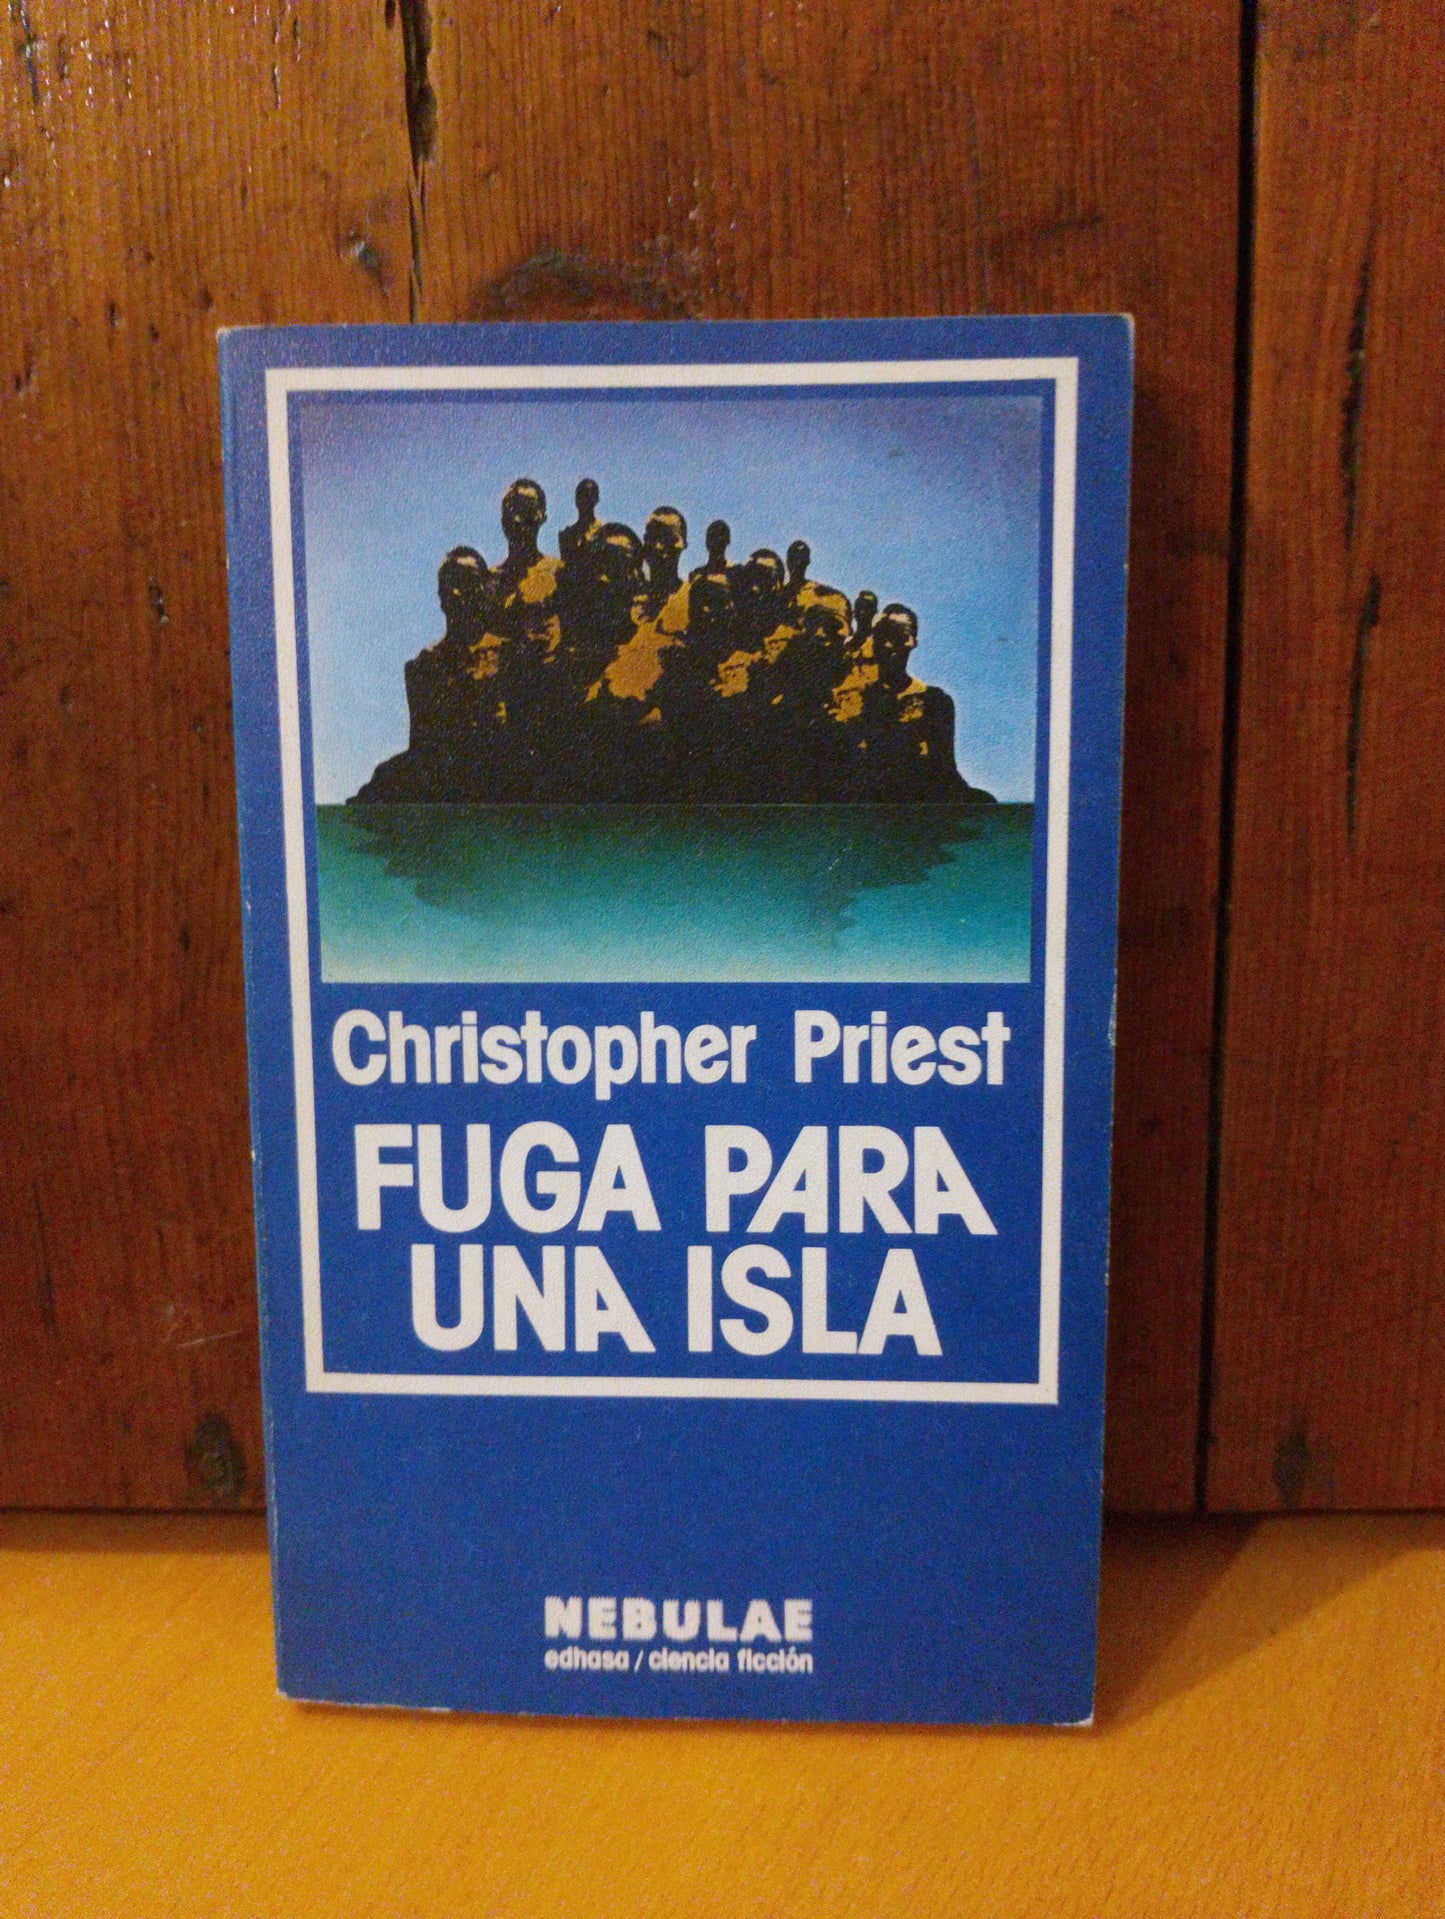 Christopher Priest
FUGA PARA
UNA ISLA
NEBULAE
edhasa / ciencia ficción